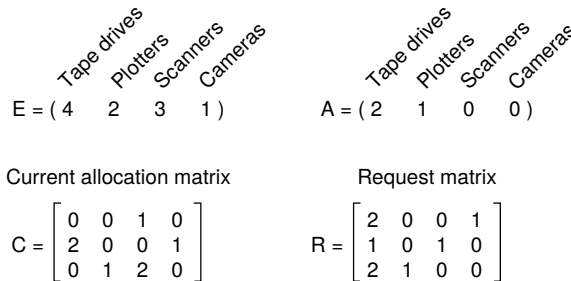 Tape drives Plotters Scanners Cameras
E = ( 4 2 3 1 )
Tape drives Plotters Scanners Cameras
A = ( 2 1 0 0 )
Current allocation matrix
C = [ 0 0 1 0
2 0 0 1
0 1 2 0 ]
Request matrix
R = [ 2 0 0 1
1 0 1 0
2 1 0 0 ]